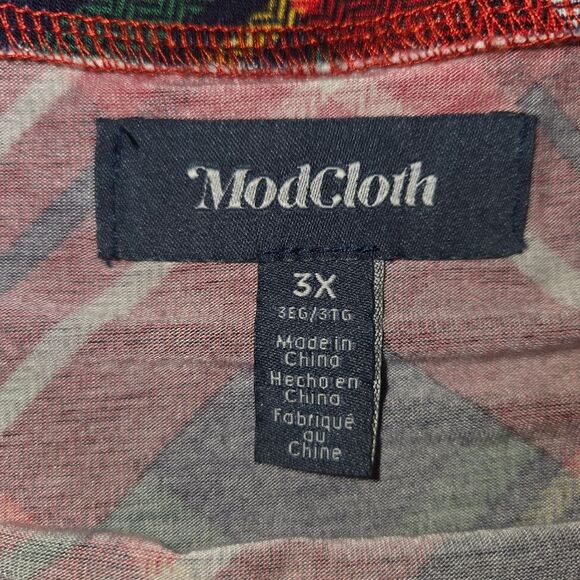 ModCloth
3X
3EG/3TG
Made in
China
Hecho en
China
Fabriqué
au
Chine